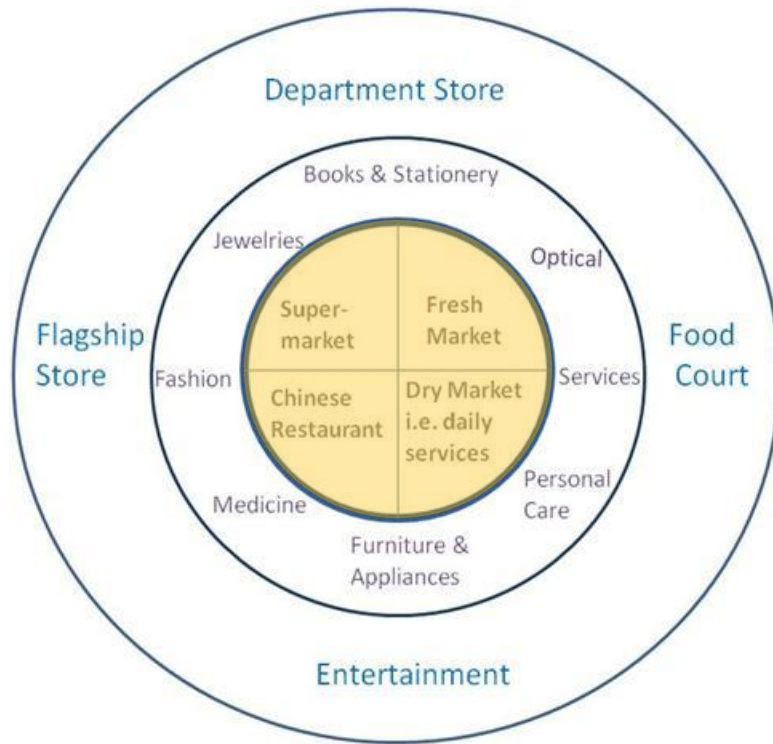 Department Store
Books & Stationery
Jewelries
Optical
Super-
market
Fresh
Market
Flagship
Store
Food
Court
Fashion
Services
Chinese
Restaurant
Dry Market
i.e. daily
services
Medicine
Personal
Care
Furniture &
Appliances
Entertainment